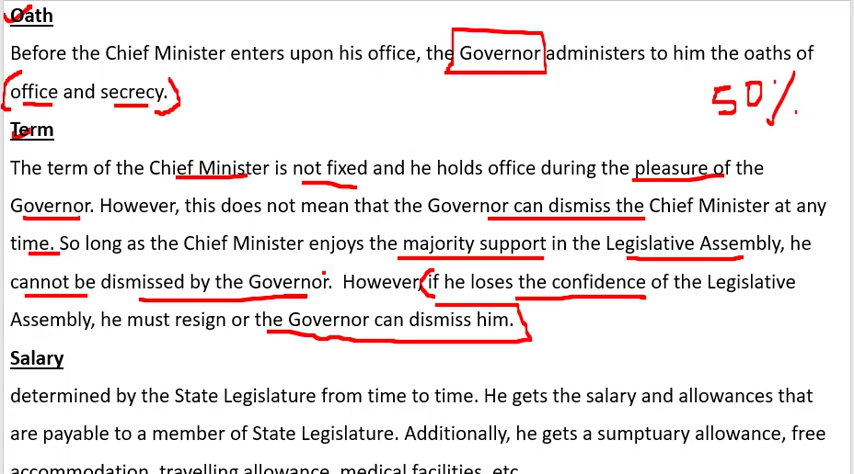 Oath
Before the Chief Minister enters upon his office, the Governor administers to him the oaths of
office and secrecy.
50%
Term
The term of the Chief Minister is not fixed and he holds office during the pleasure of the
Governor. However, this does not mean that the Governor can dismiss the Chief Minister at any
time. So long as the Chief Minister enjoys the majority support in the Legislative Assembly, he
cannot be dismissed by the Governor. However, if he loses the confidence of the Legislative
Assembly, he must resign or the Governor can dismiss him.
Salary
determined by the State Legislature from time to time. He gets the salary and allowances that
are payable to a member of State Legislature. Additionally, he gets a sumptuary allowance, free
accommodation, travelling allowance, medical facilities, etc